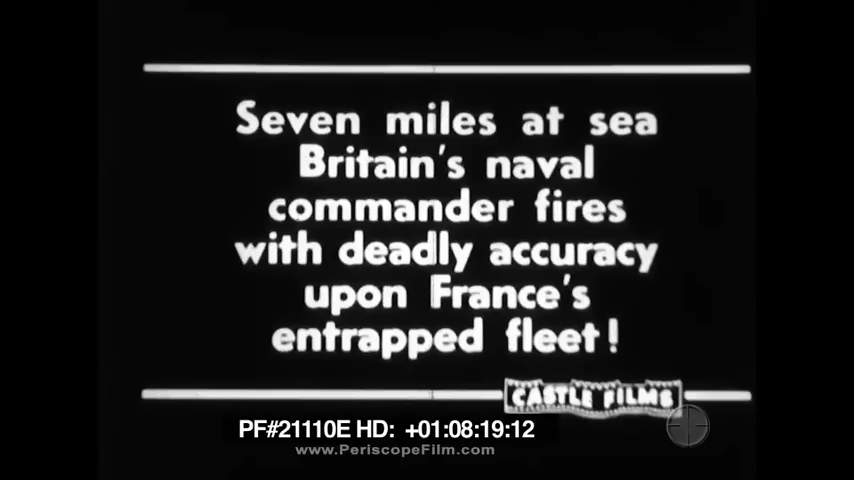 Seven miles at sea
Britain's naval
commander fires
with deadly accuracy
upon France's
entrapped fleet!
CASTLE FILMS
PF#21110E HD: +01:08:19:12
www.PeriscopeFilm.com